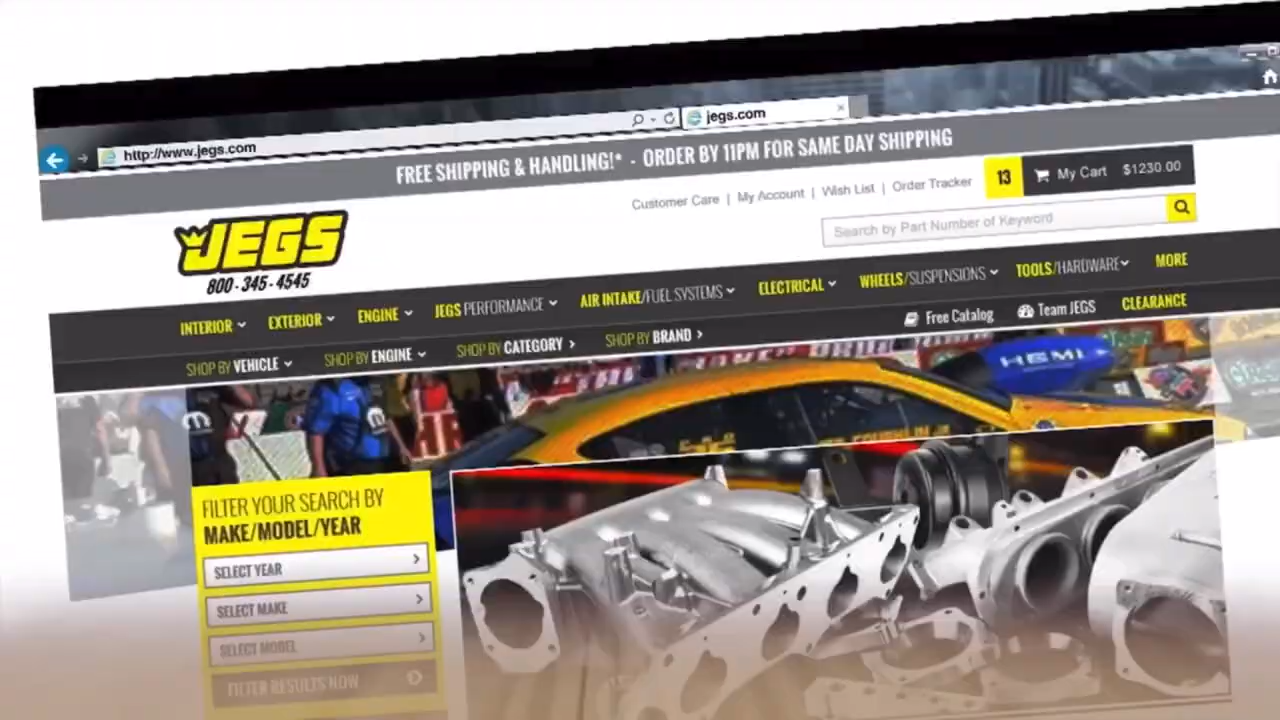 jegs.com
http://www.jegs.com
FREE SHIPPING & HANDLING!* - ORDER BY 11PM FOR SAME DAY SHIPPING
13 My Cart $1230.00
Customer Care | My Account | Wish List | Order Tracker
Search by Part Number of Keyword
JEGS
800-345-4545
INTERIOR EXTERIOR ENGINE JEGS PERFORMANCE AIR INTAKE/FUEL SYSTEMS ELECTRICAL WHEELS/SUSPENSIONS TOOLS/HARDWARE MORE
SHOP BY VEHICLE SHOP BY ENGINE SHOP BY CATEGORY SHOP BY BRAND Free Catalog Team JEGS CLEARANCE
HEMI
FILTER YOUR SEARCH BY
MAKE/MODEL/YEAR
SELECT YEAR
SELECT MAKE
SELECT MODEL
FILTER RESULTS NOW